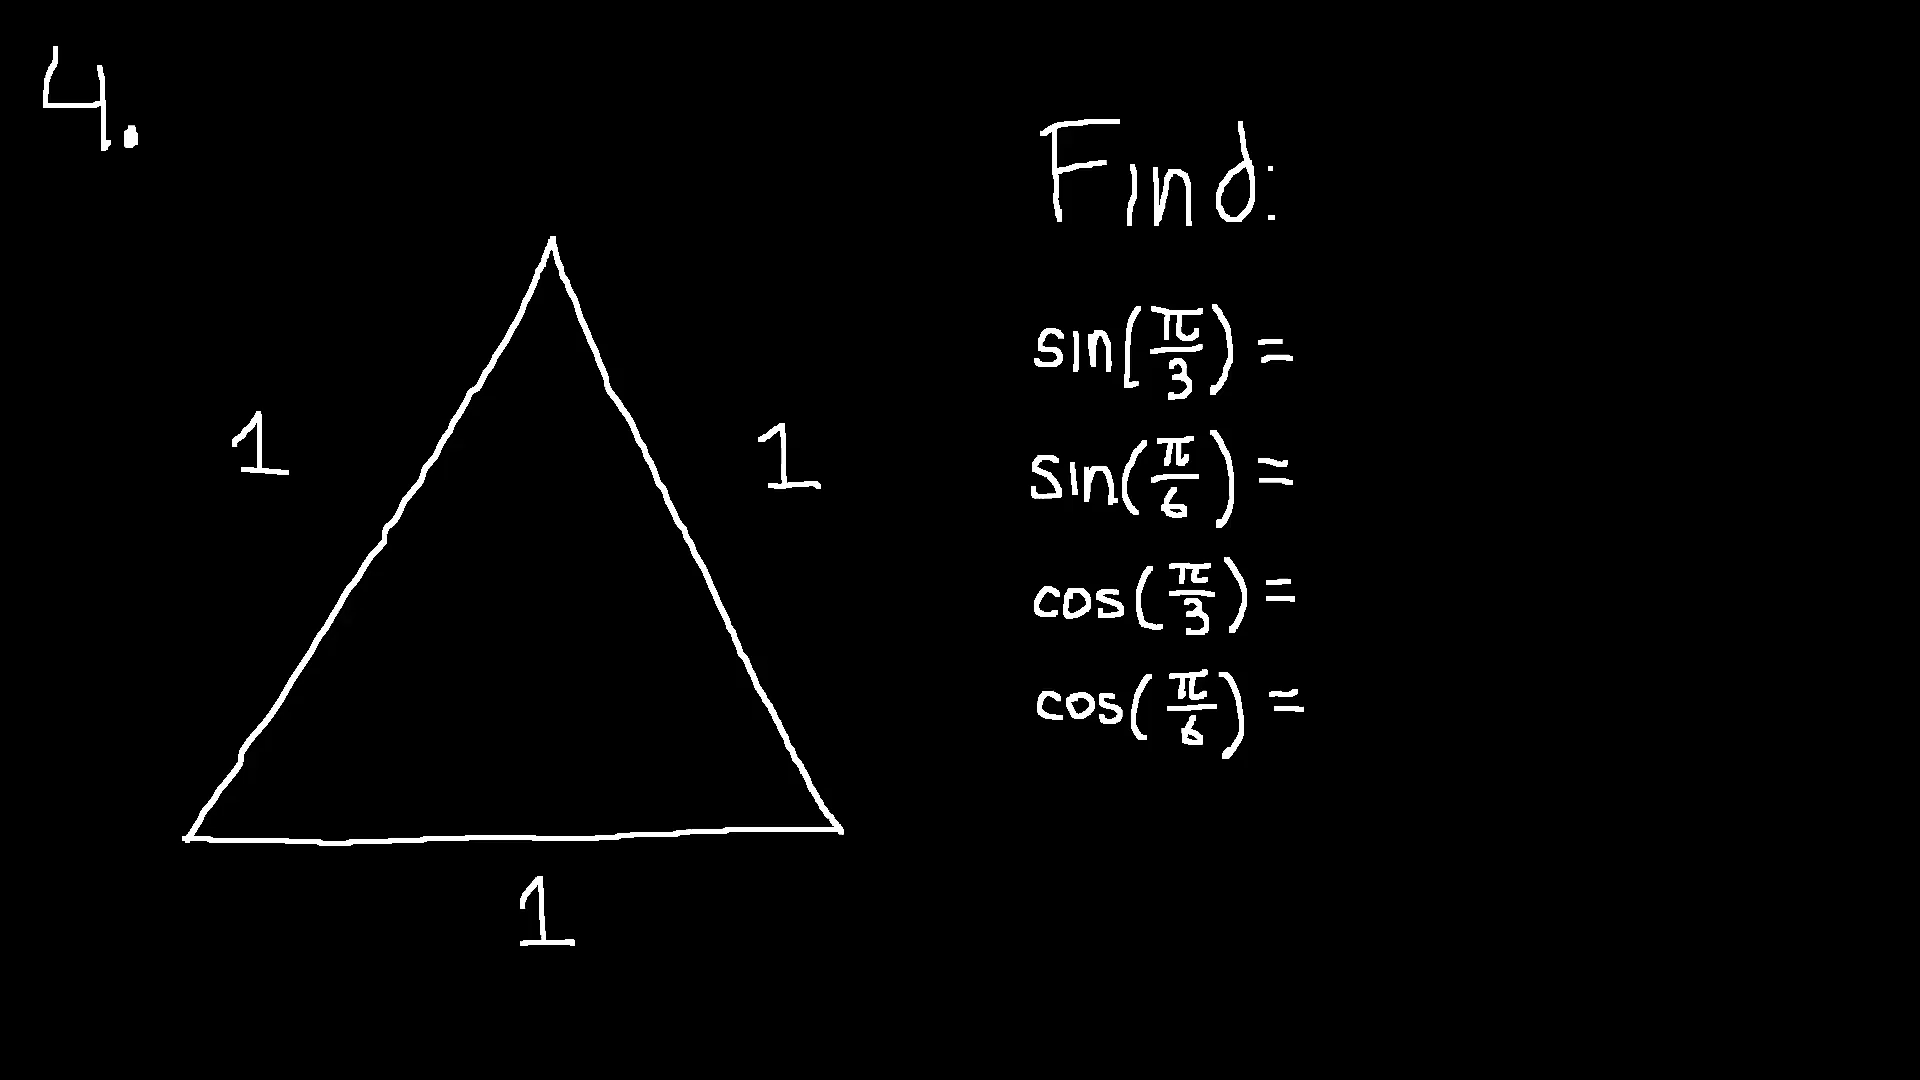 4.
Find:
1
1
sin(π/3) =
sin(π/6) =
cos(π/3) =
cos(π/6) =
1